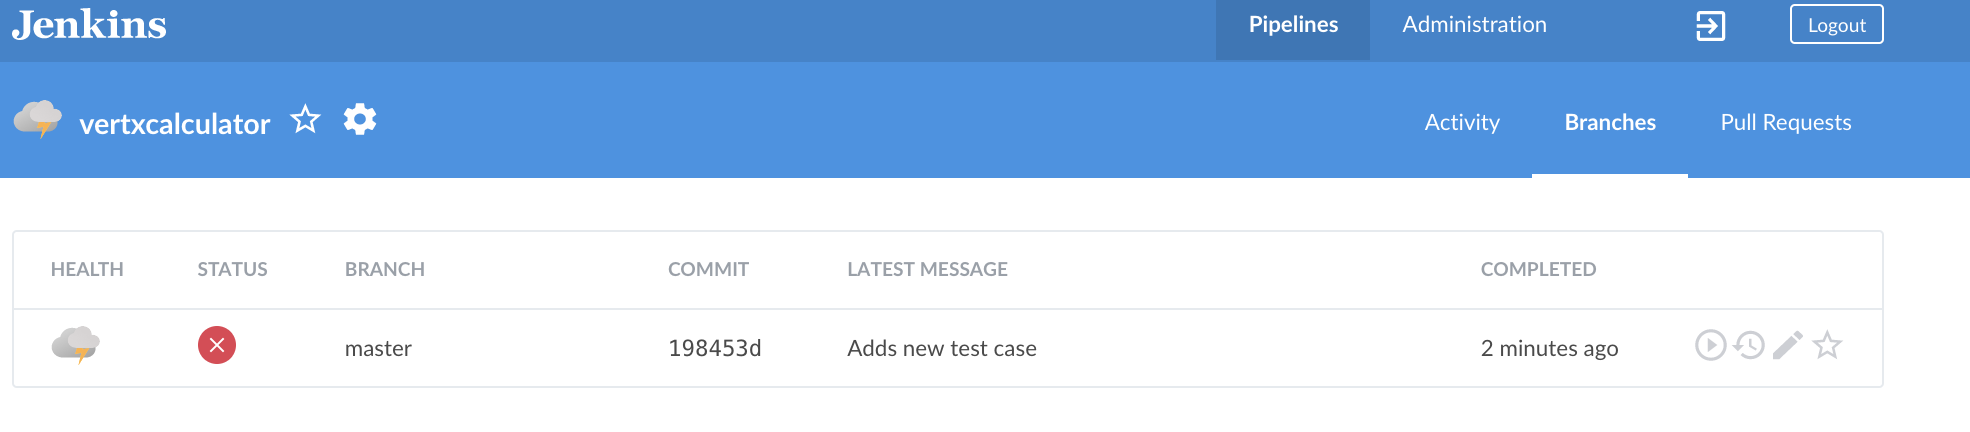 Jenkins Pipelines Administration Logout
vertxcalculator Activity Branches Pull Requests
HEALTH STATUS BRANCH COMMIT LATEST MESSAGE COMPLETED
master 198453d Adds new test case 2 minutes ago